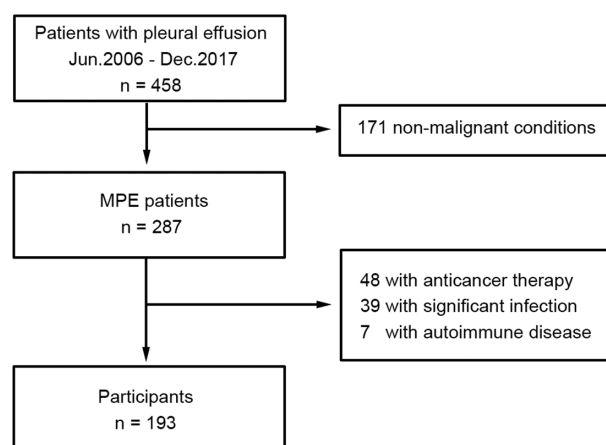 Patients with pleural effusion
Jun.2006 - Dec.2017
n = 458
171 non-malignant conditions
MPE patients
n = 287
48 with anticancer therapy
39 with significant infection
7 with autoimmune disease
Participants
n = 193